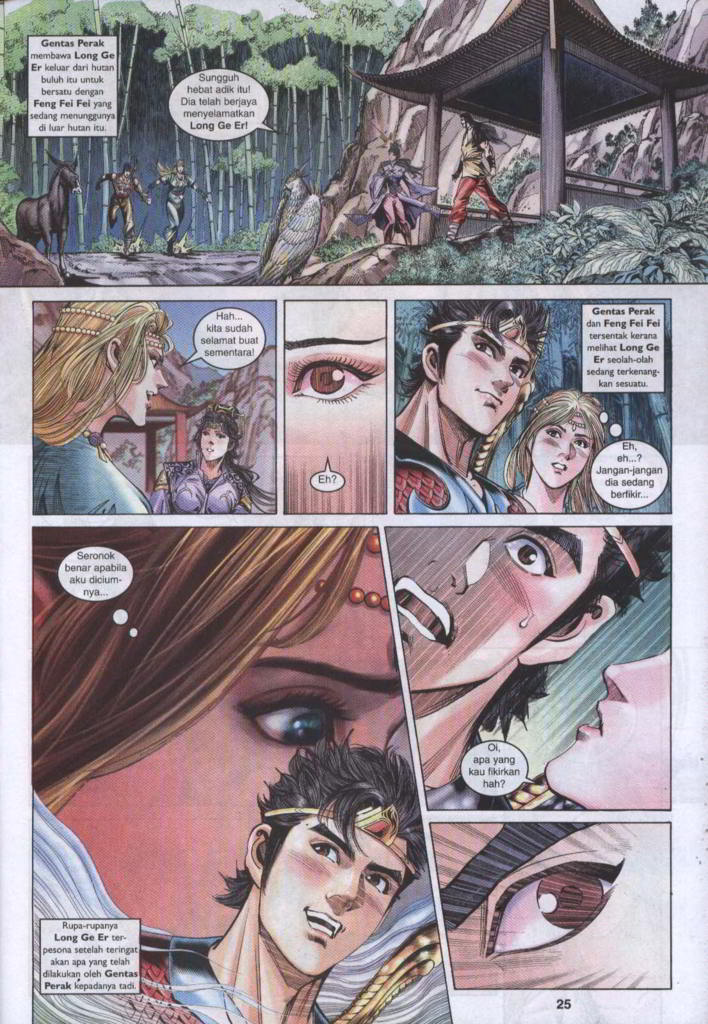 Gentas Perak
membawa Long Ge
Er keluar dari hutan
buluh itu untuk
bersatu dengan
Feng Fei Fei yang
sedang menunggunya
di luar hutan itu.
Sungguh
hebat adik itu!
Dia telah berjaya
menyelamatkan
Long Ge Er!
Hah...
kita sudah
selamat buat
sementara!
Eh?
Gentas Perak
dan Feng Fei Fei
tersentak kerana
melihat Long Ge
Er seolah-olah
sedang terkenang-
kan sesuatu.
Eh,
eh...?
Jangan-jangan
dia sedang
berfikir...
Seronok
benar apabila
aku dicium-
nya...
Oi,
apa yang
kau fikirkan
hah?
Rupa-rupanya
Long Ge Er ter-
pesona setelah teringat
akan apa yang telah
dilakukan oleh Gentas
Perak kepadanya tadi.
25